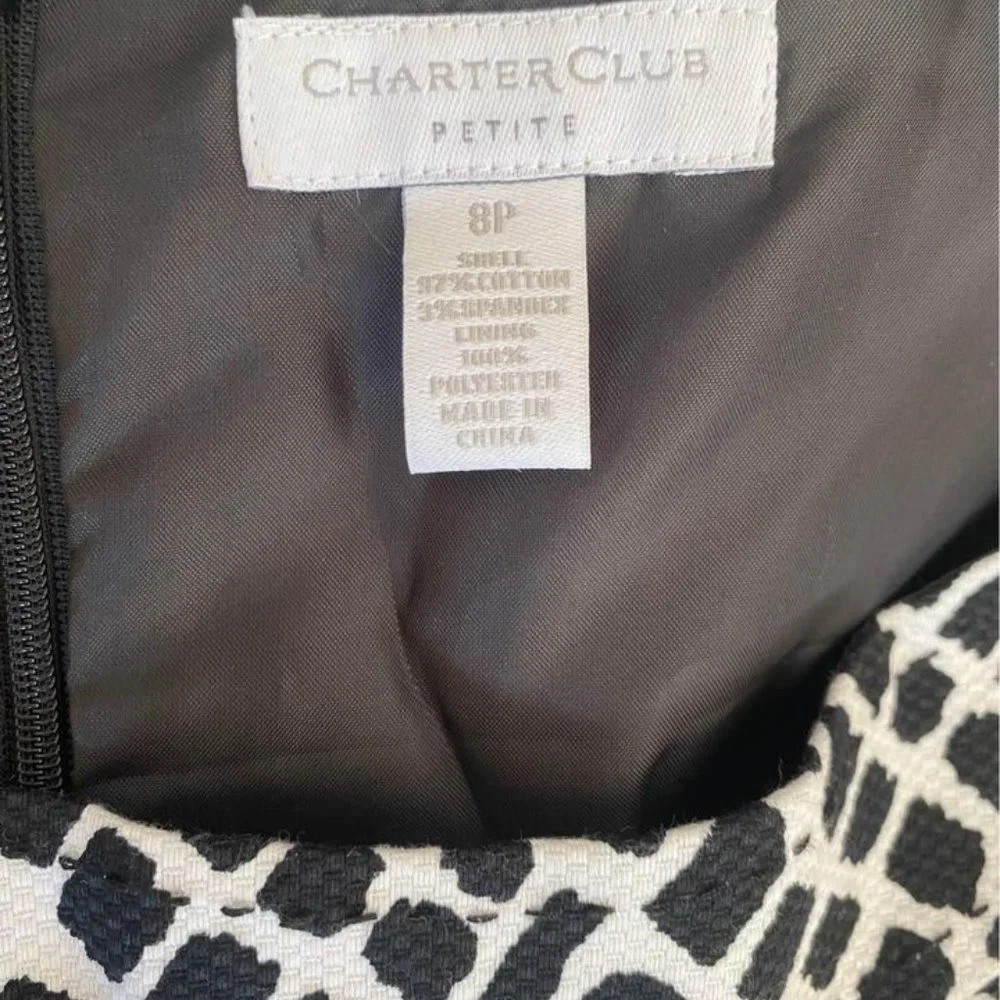 CHARTER CLUB
PETITE
8P
SHELL
97%COTTON
3%SPANDEX
LINING
100%
POLYESTER
MADE IN
CHINA